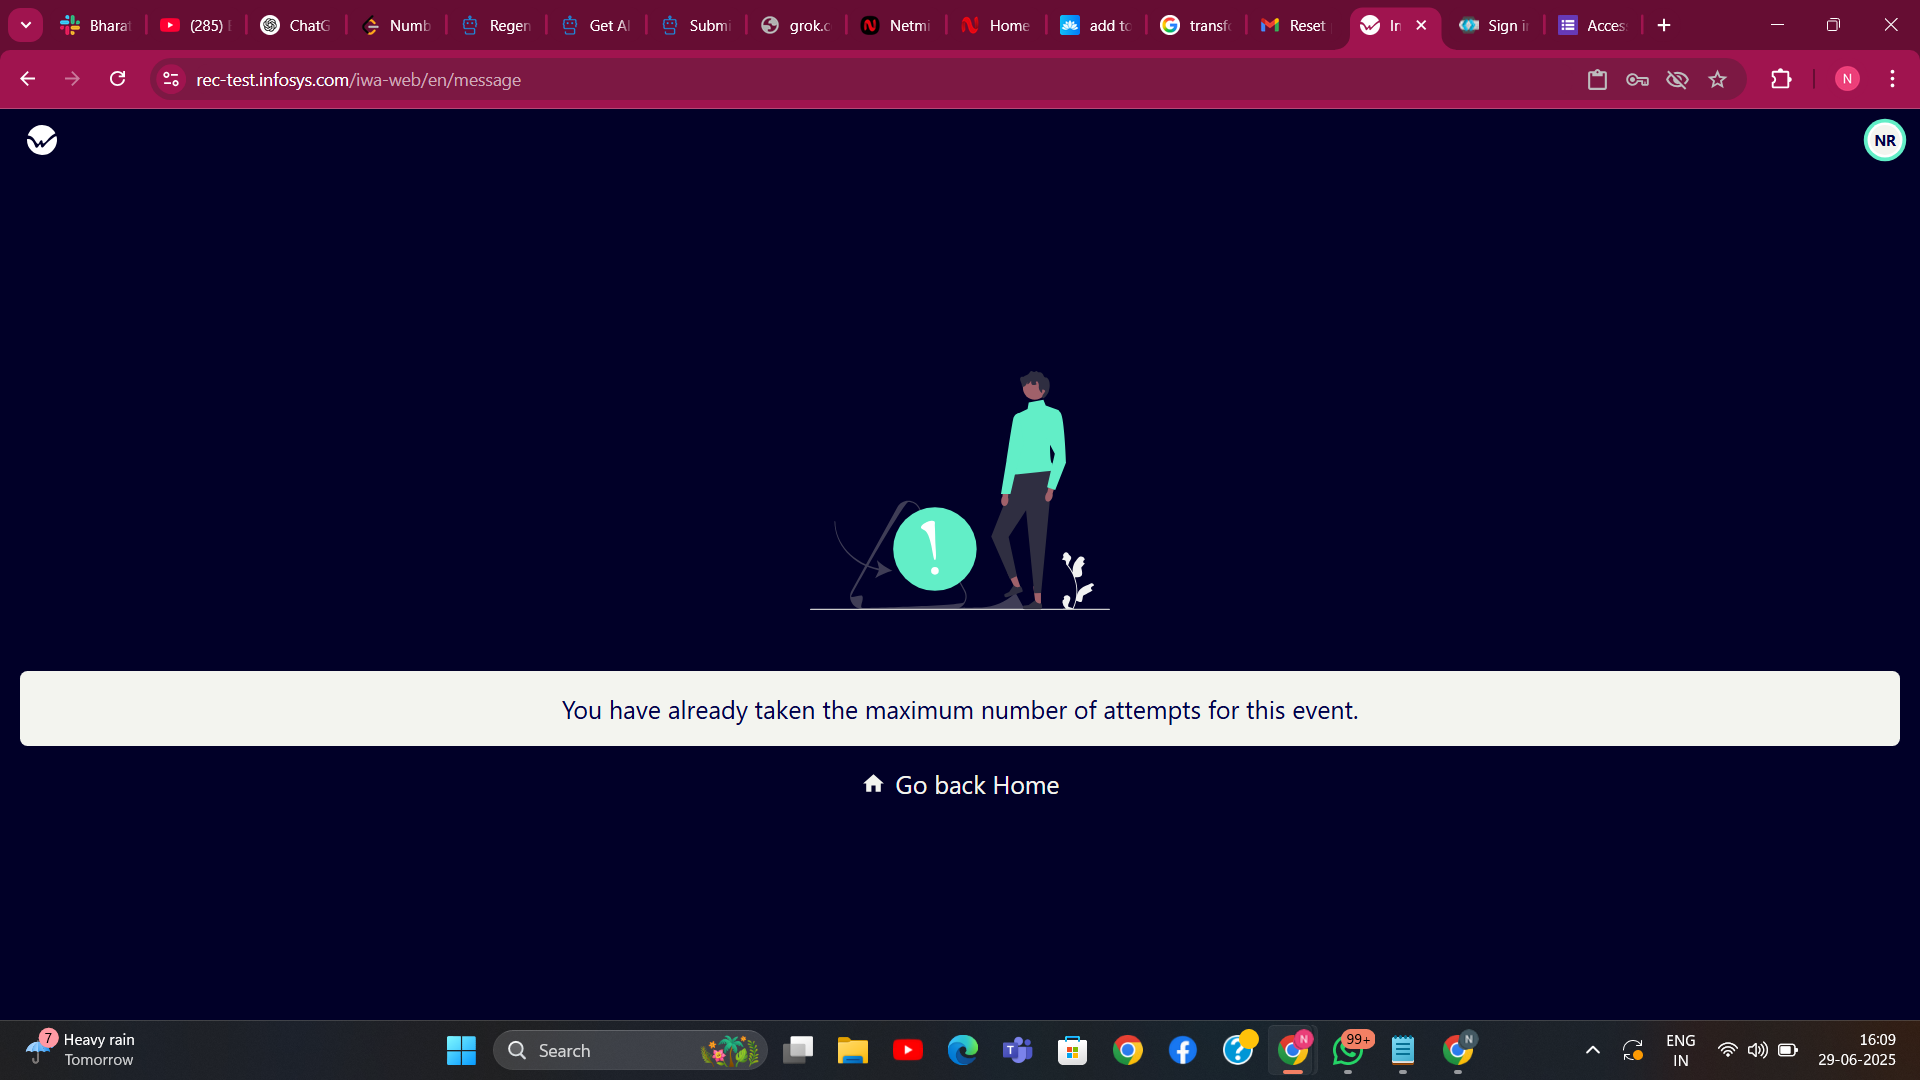 Bharat
(285)
ChatG
Numb
Regen
Get AI
Submi
grok.c
Netmi
Home
add to
transfo
Reset
In
Sign in
Access
rec-test.infosys.com/iwa-web/en/message
N
NR
!
You have already taken the maximum number of attempts for this event.
Go back Home
7
Heavy rain
Tomorrow
Search
99+
N
N
ENG
IN
16:09
29-06-2025